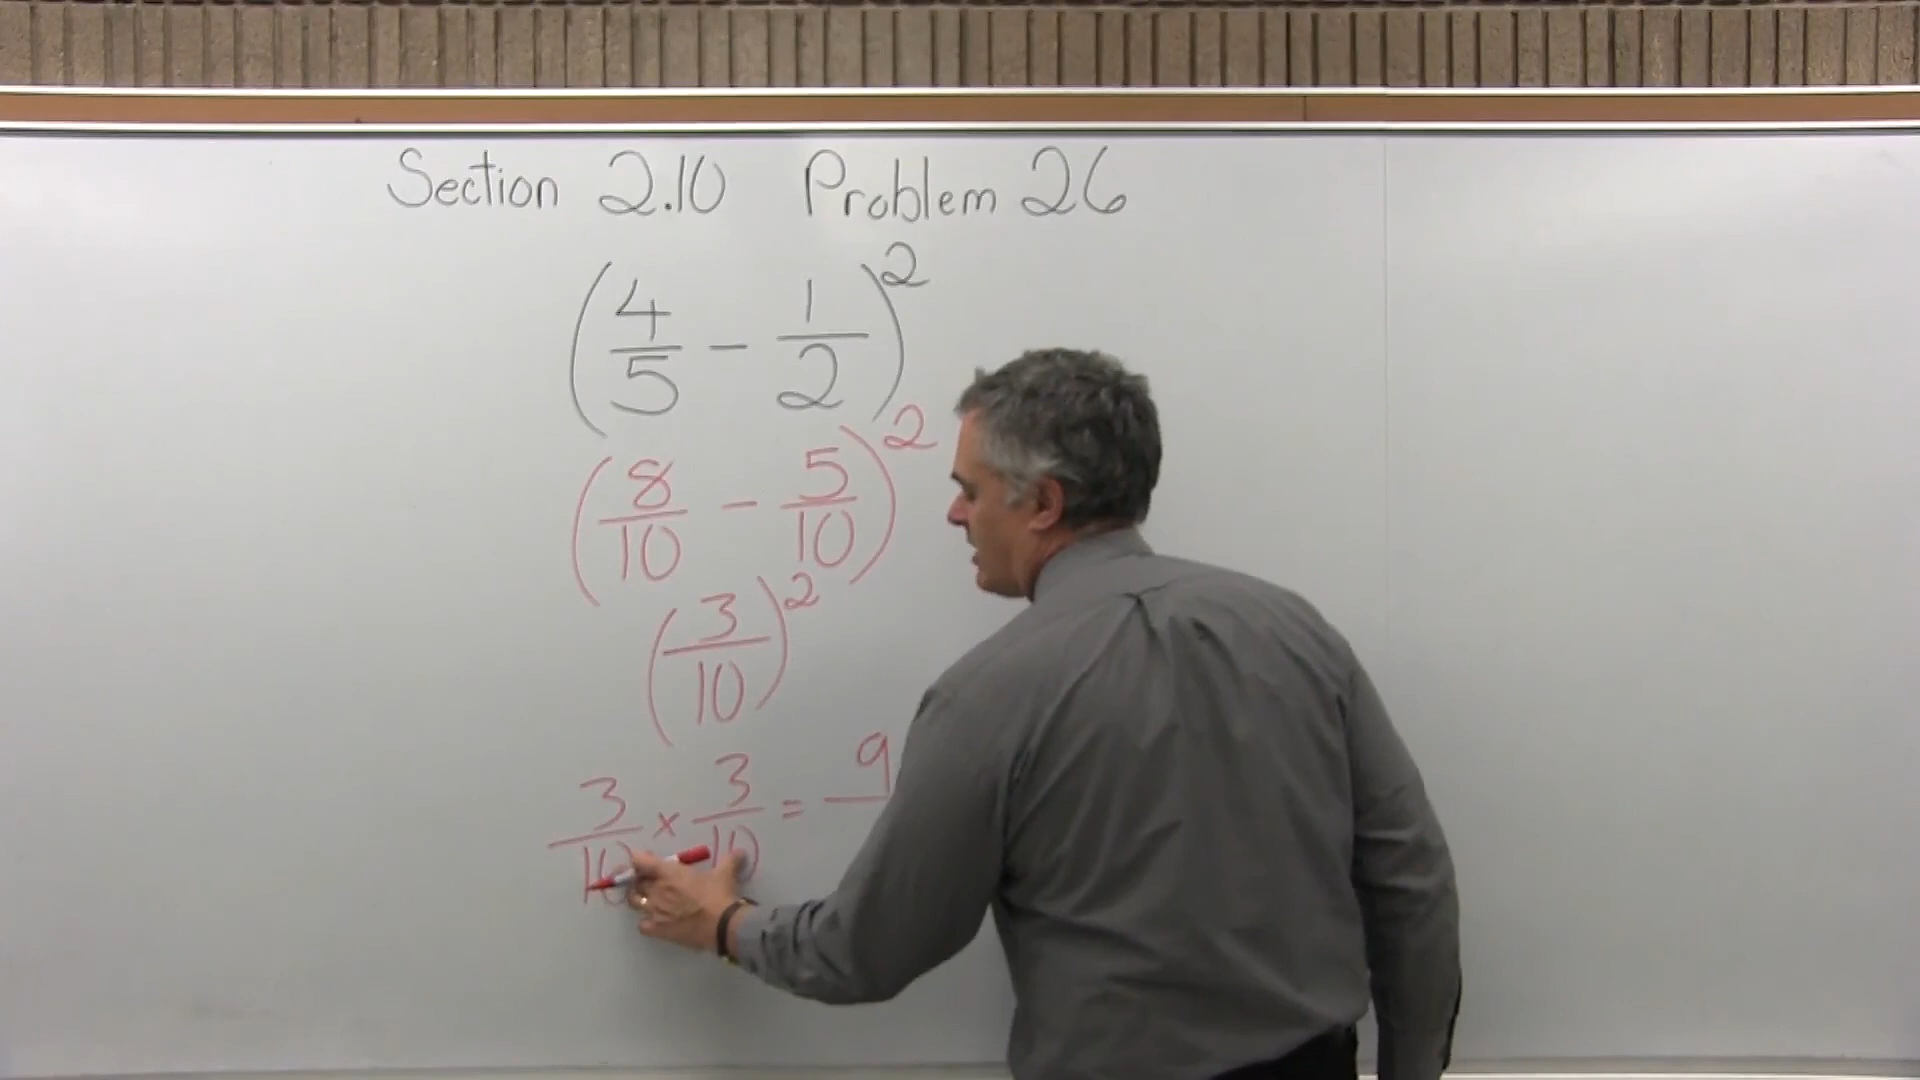 Section 2.10 Problem 26
(4/5 - 1/2)²
(8/10 - 5/10)²
(3/10)²
3/10 × 3/10 = 9